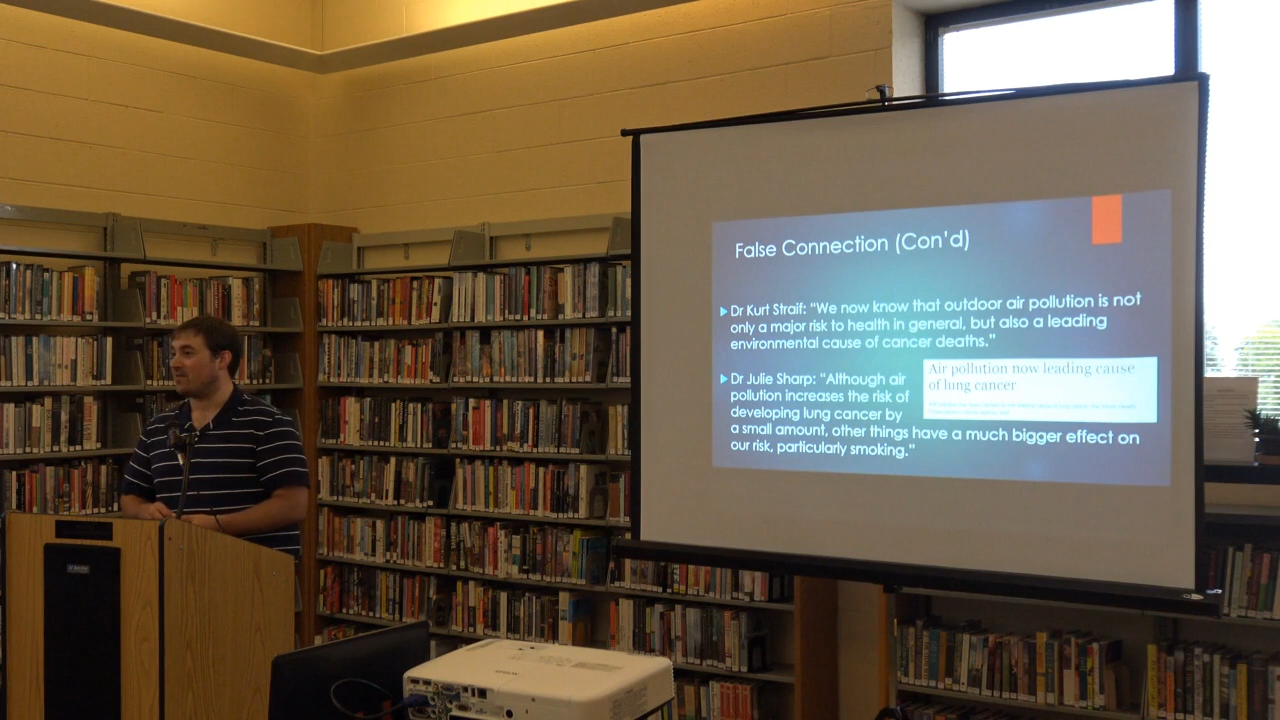 False Connection (Con'd)
Dr Kurt Straif: “We now know that outdoor air pollution is not
only a major risk to health in general, but also a leading
environmental cause of cancer deaths.”
Dr Julie Sharp: “Although air
pollution increases the risk of
developing lung cancer by
a small amount, other things have a much bigger effect on
our risk, particularly smoking.”
Air pollution now leading cause
of lung cancer
EPSON